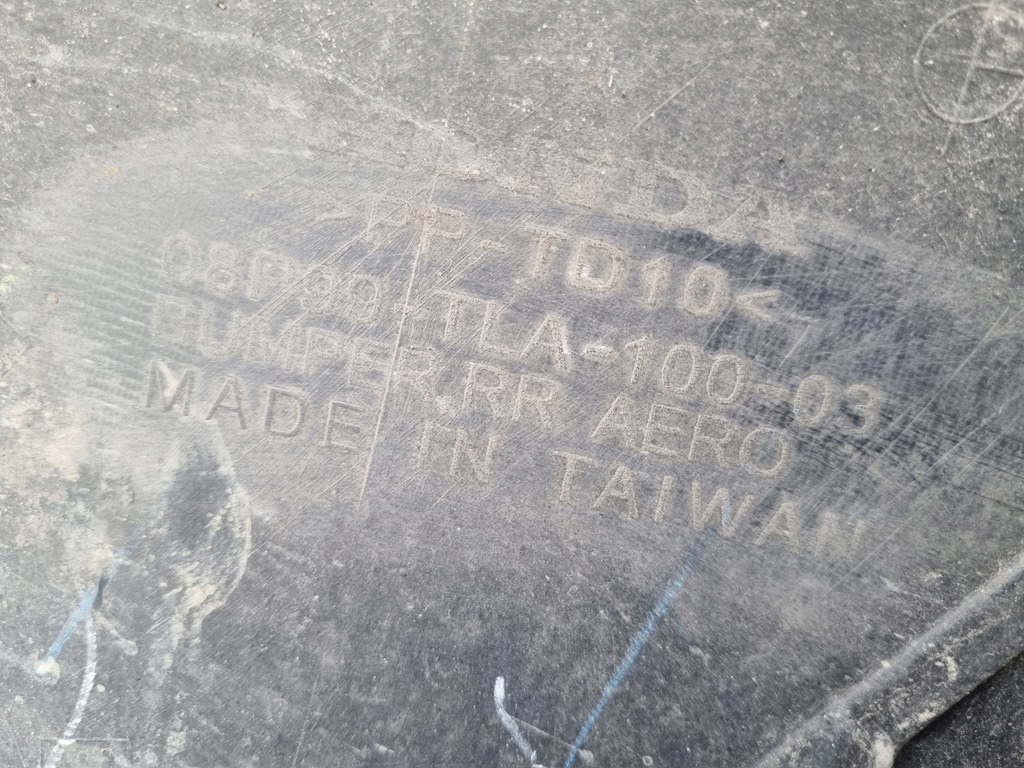 HONDA
>PP-TD10<
08P99-TLA-100-03
BUMPER,RR AERO
MADE IN TAIWAN